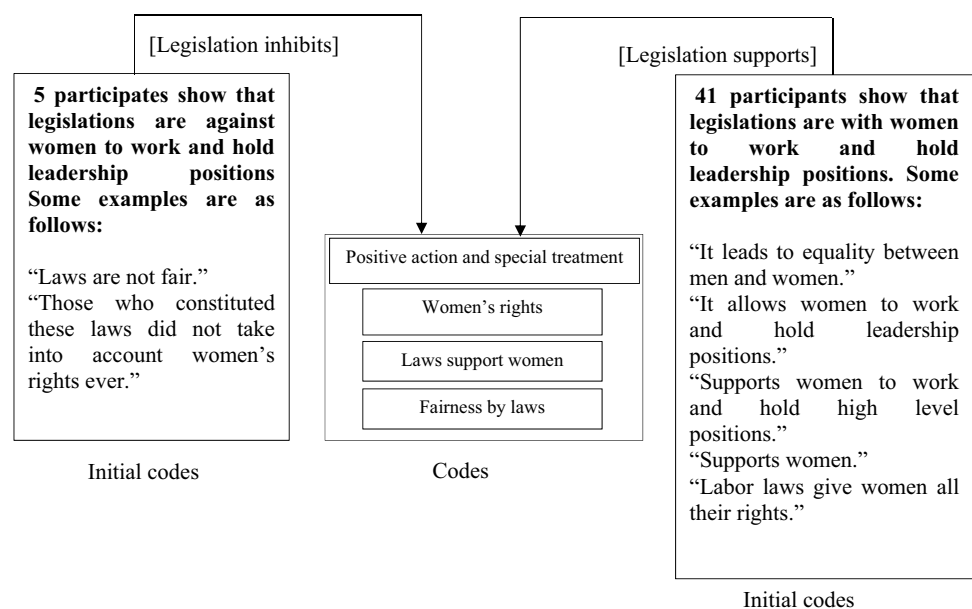 [Legislation inhibits]
[Legislation supports]
5 participates show that
legislations are against
women to work and hold
leadership positions
Some examples are as
follows:
“Laws are not fair.”
“Those who constituted
these laws did not take
into account women’s
rights ever.”
Initial codes
Positive action and special treatment
Women’s rights
Laws support women
Fairness by laws
Codes
41 participants show that
legislations are with women
to work and hold
leadership positions. Some
examples are as follows:
“It leads to equality between
men and women.”
“It allows women to work
and hold leadership
positions.”
“Supports women to work
and hold high level
positions.”
“Supports women.”
“Labor laws give women all
their rights.”
Initial codes